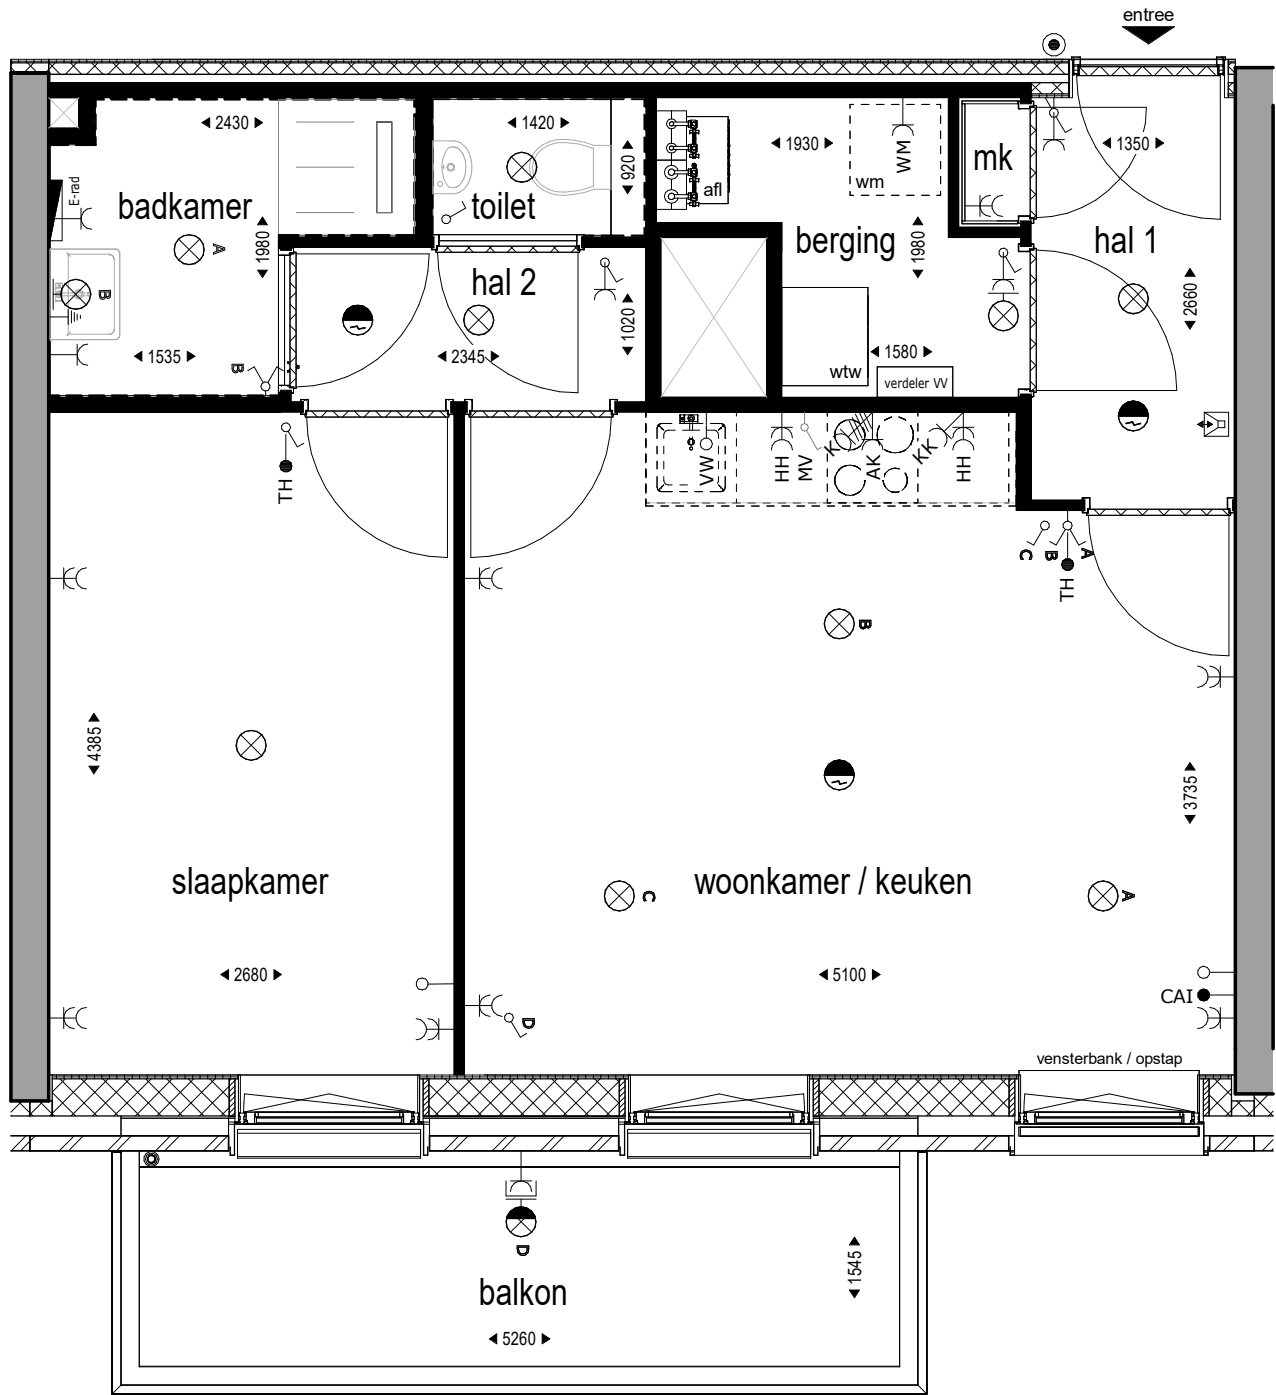 entree
2430
1420
1930
1350
920
WM
wm
mk
afl
E-rad
badkamer
toilet
berging
hal 1
A
1980
1980
hal 2
2660
B
1020
1535
2345
1580
wtw
verdeler VV
B
TH
VW
HH
MV
K
AK
KK
HH
C
B
A
TH
B
4385
3735
slaapkamer
woonkamer / keuken
C
A
2680
5100
CAI
D
vensterbank / opstap
D
1545
balkon
5260